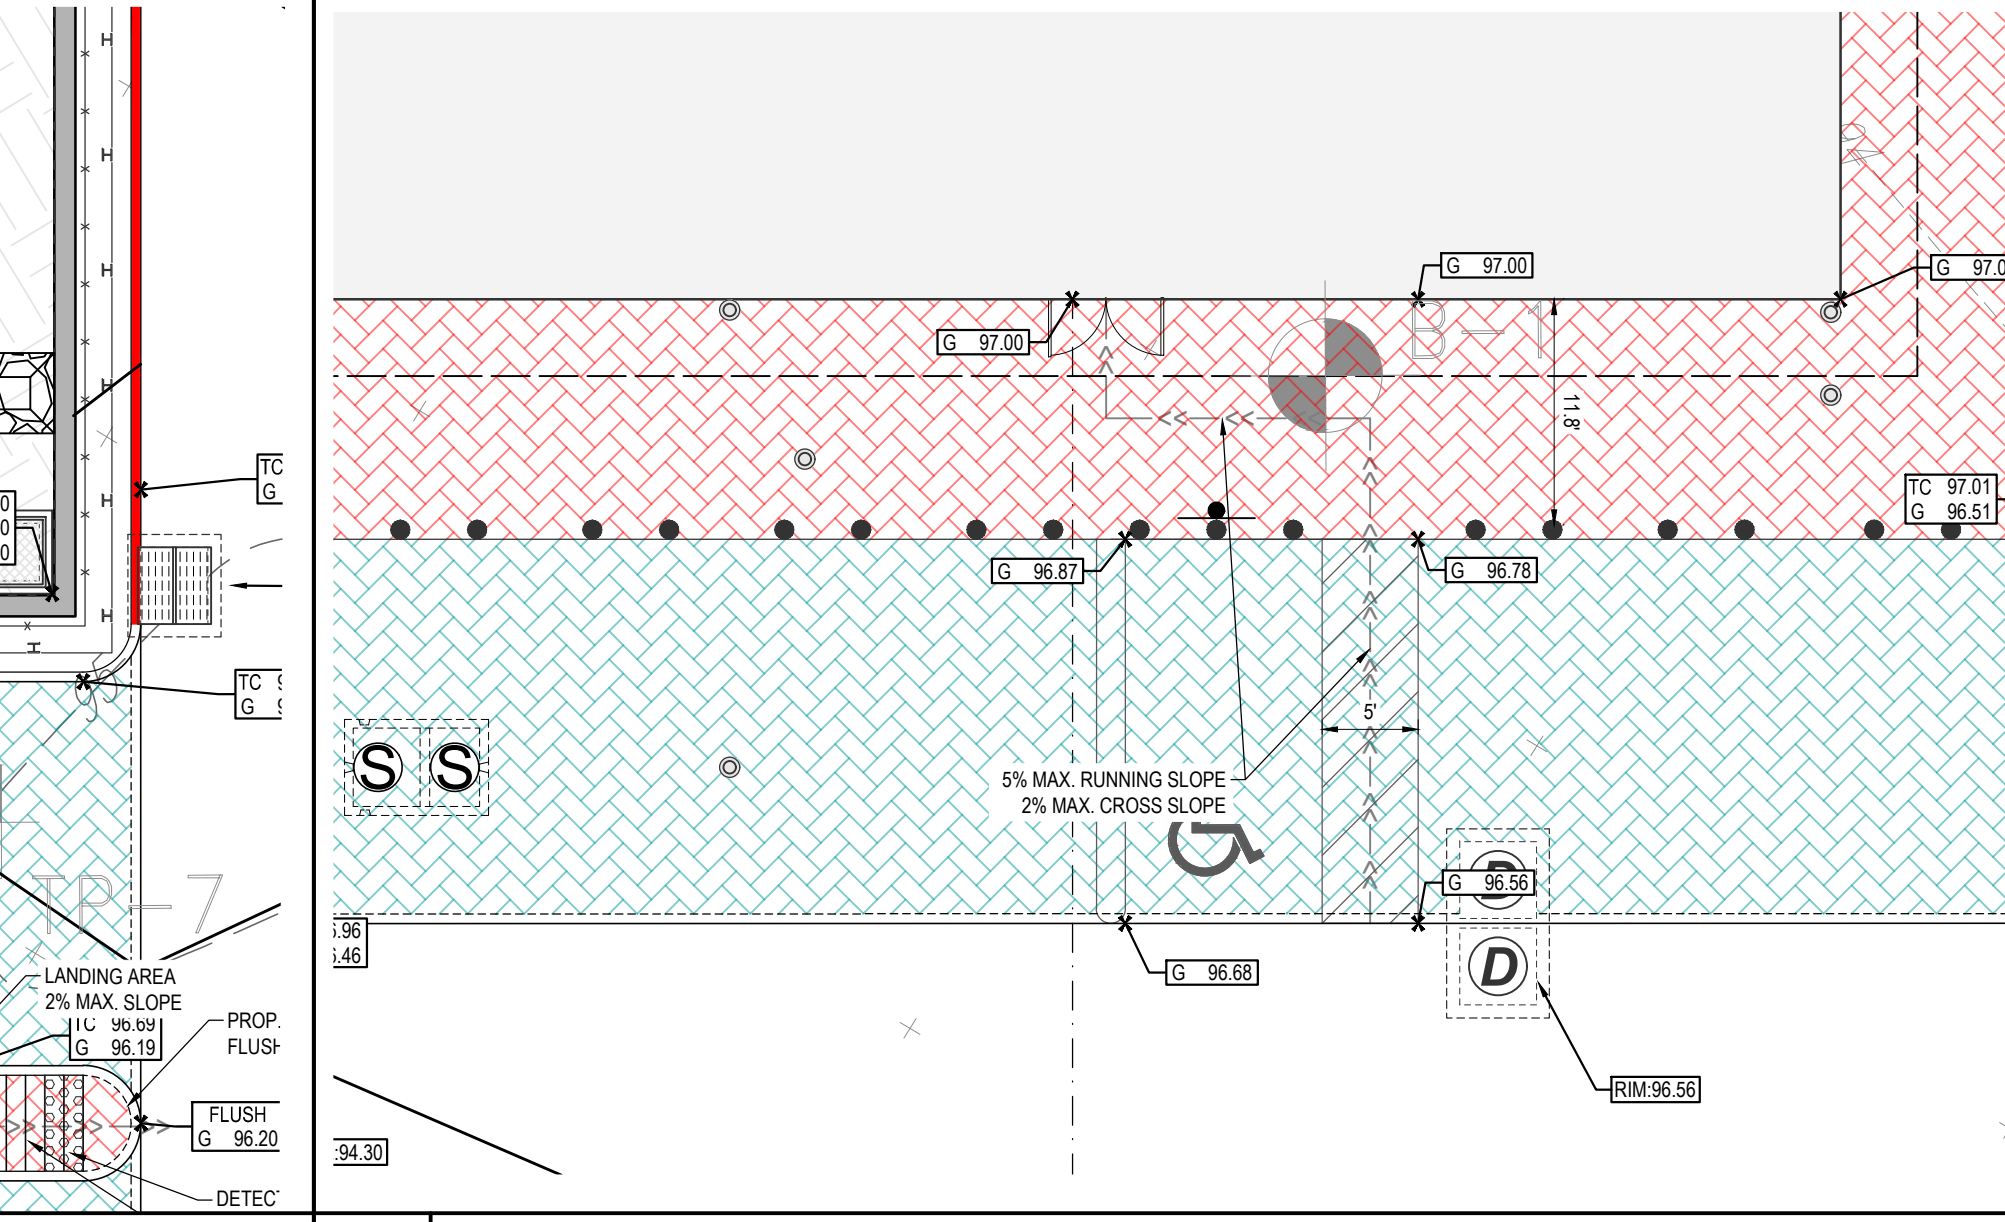 H
H
H
H
H
H
H
TC
G
0
0
0
TC
G
TP-7
LANDING AREA
2% MAX. SLOPE
TC 96.69
G 96.19
PROP.
FLUSH
FLUSH
G 96.20
DETEC
G 97.00
G 97.00
G 97.0
B-1
11.8'
TC 97.01
G 96.51
G 96.87
G 96.78
5'
5% MAX. RUNNING SLOPE
2% MAX. CROSS SLOPE
S S
G 96.56
D
D
.96
.46
G 96.68
RIM:96.56
:94.30